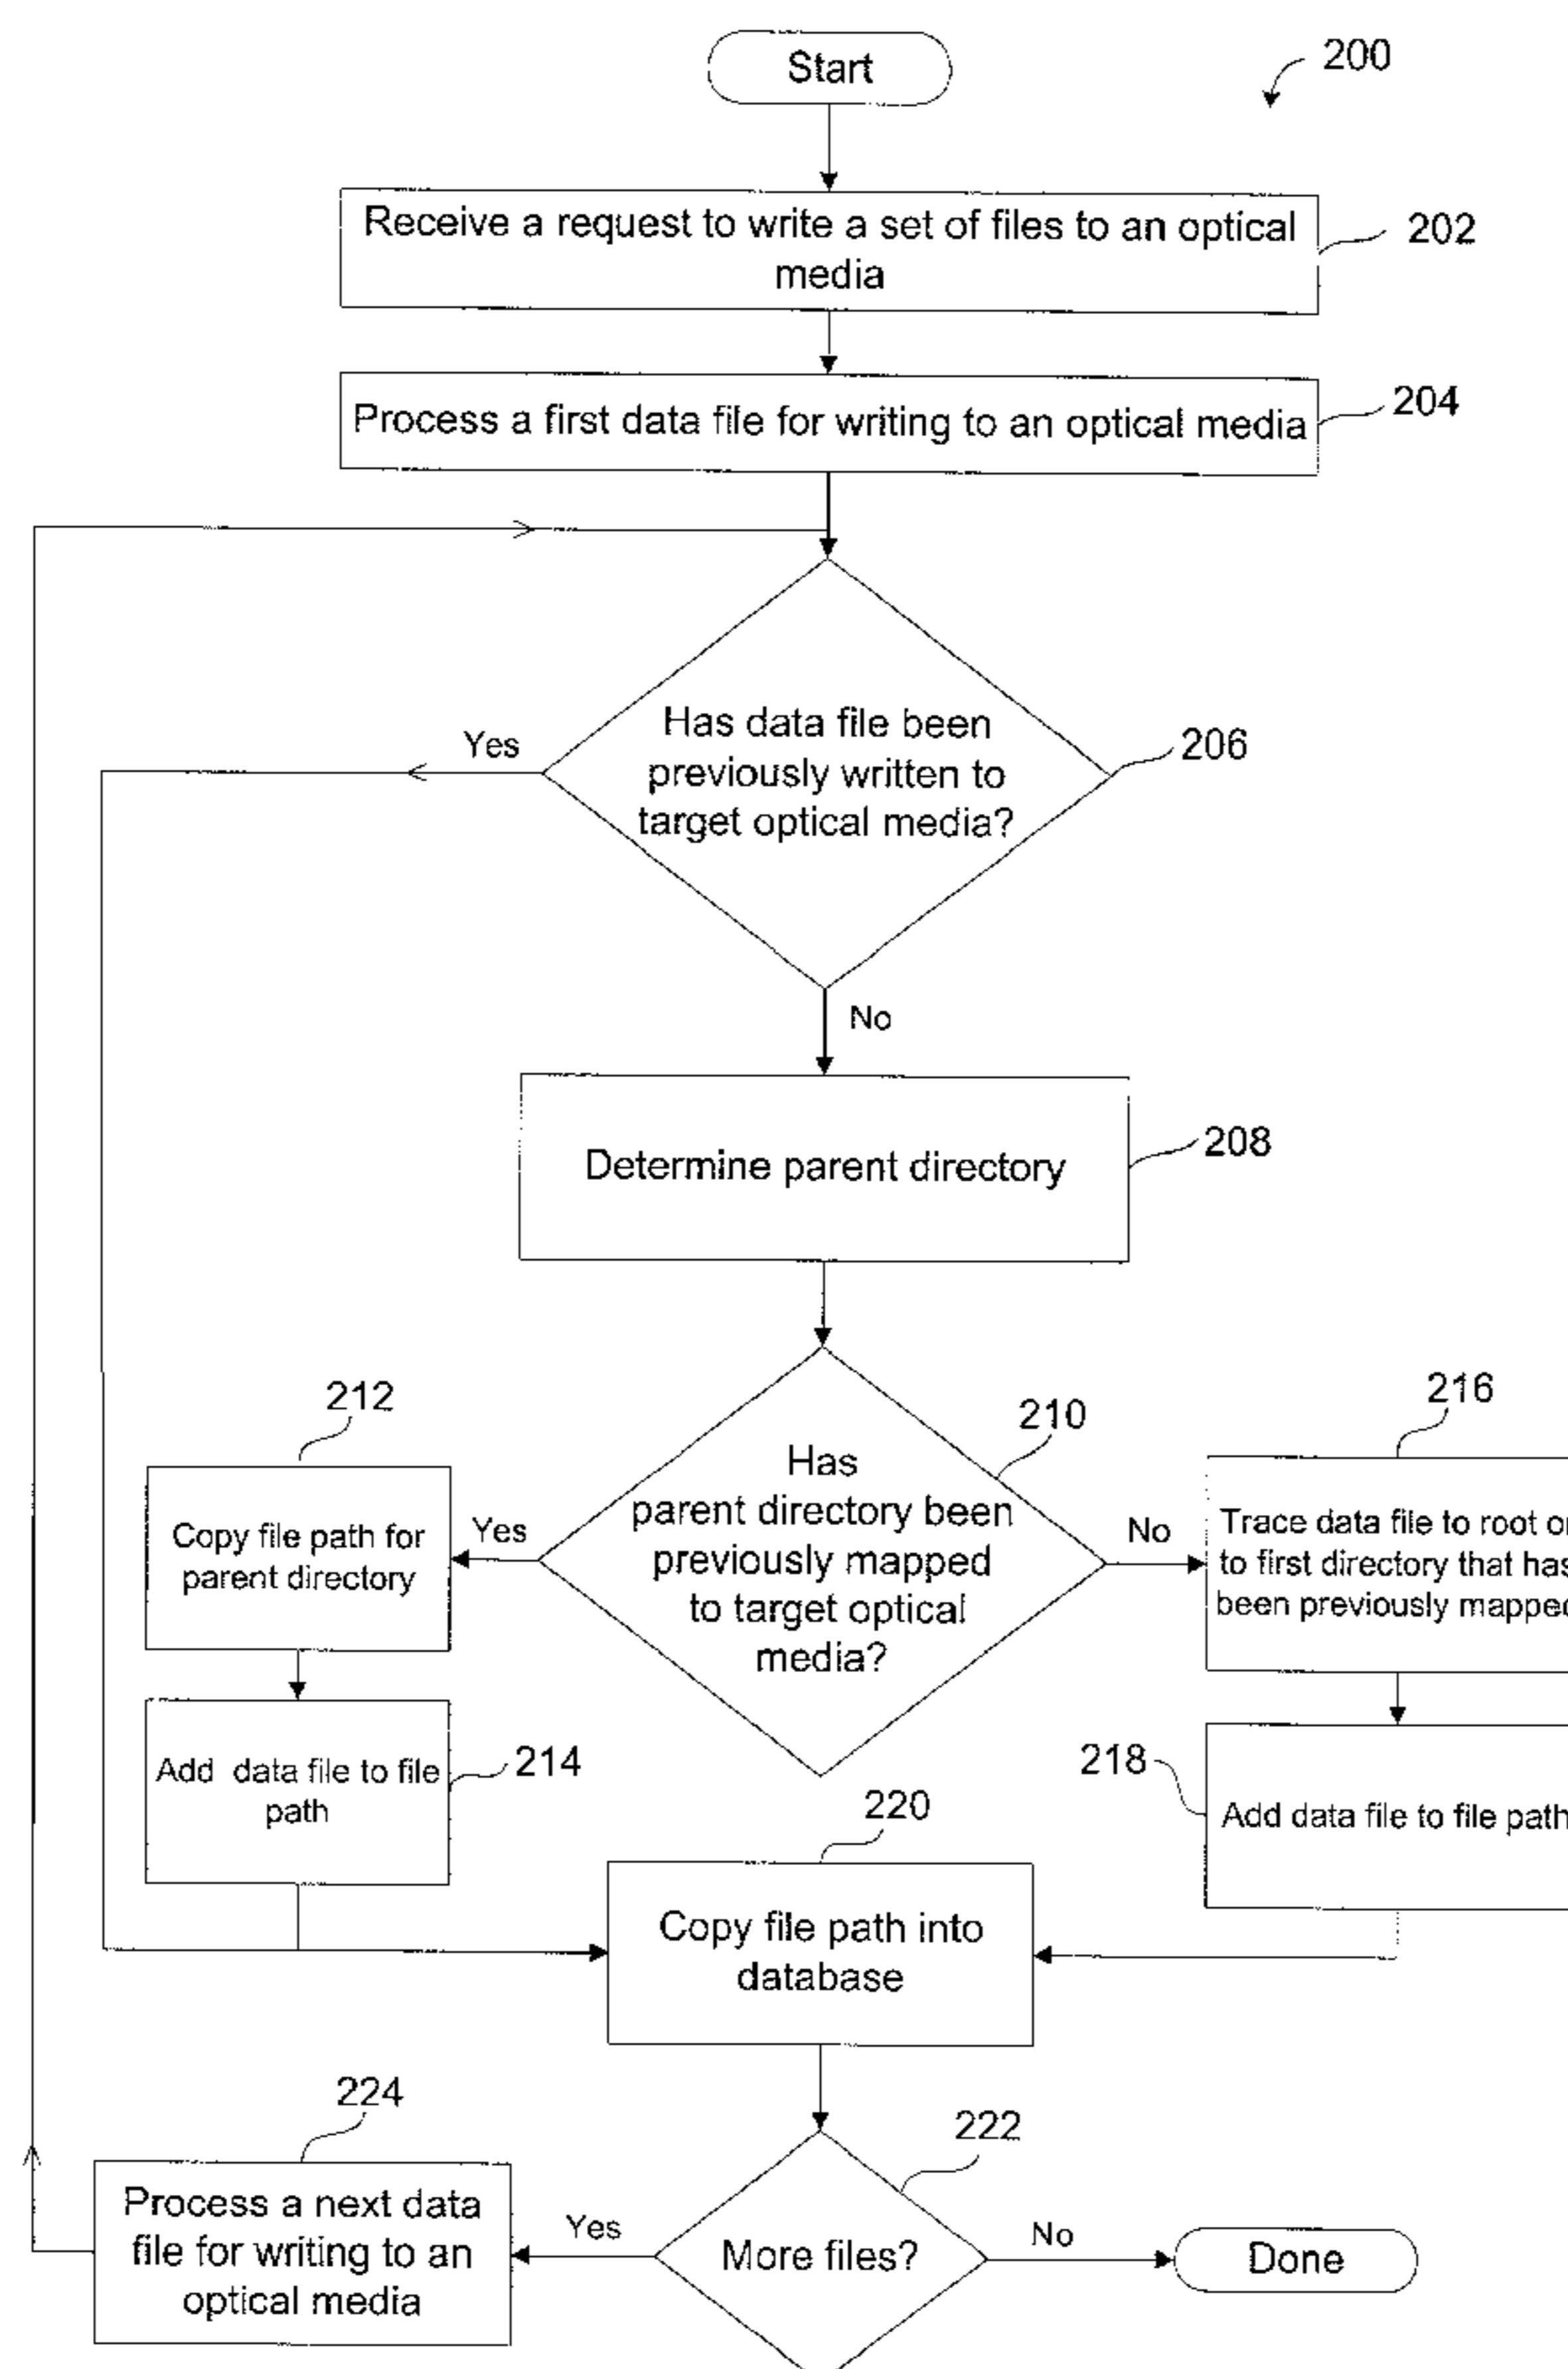 Start
200
Receive a request to write a set of files to an optical
media
202
Process a first data file for writing to an optical media
204
Has data file been
previously written to
target optical media?
206
Yes
No
Determine parent directory
208
Has
parent directory been
previously mapped
to target optical
media?
210
Yes
No
212
Copy file path for
parent directory
Add data file to file
path
214
216
Trace data file to root or
to first directory that has
been previously mapped
218
Add data file to file path
220
Copy file path into
database
222
More files?
Yes
No
224
Process a next data
file for writing to an
optical media
Done